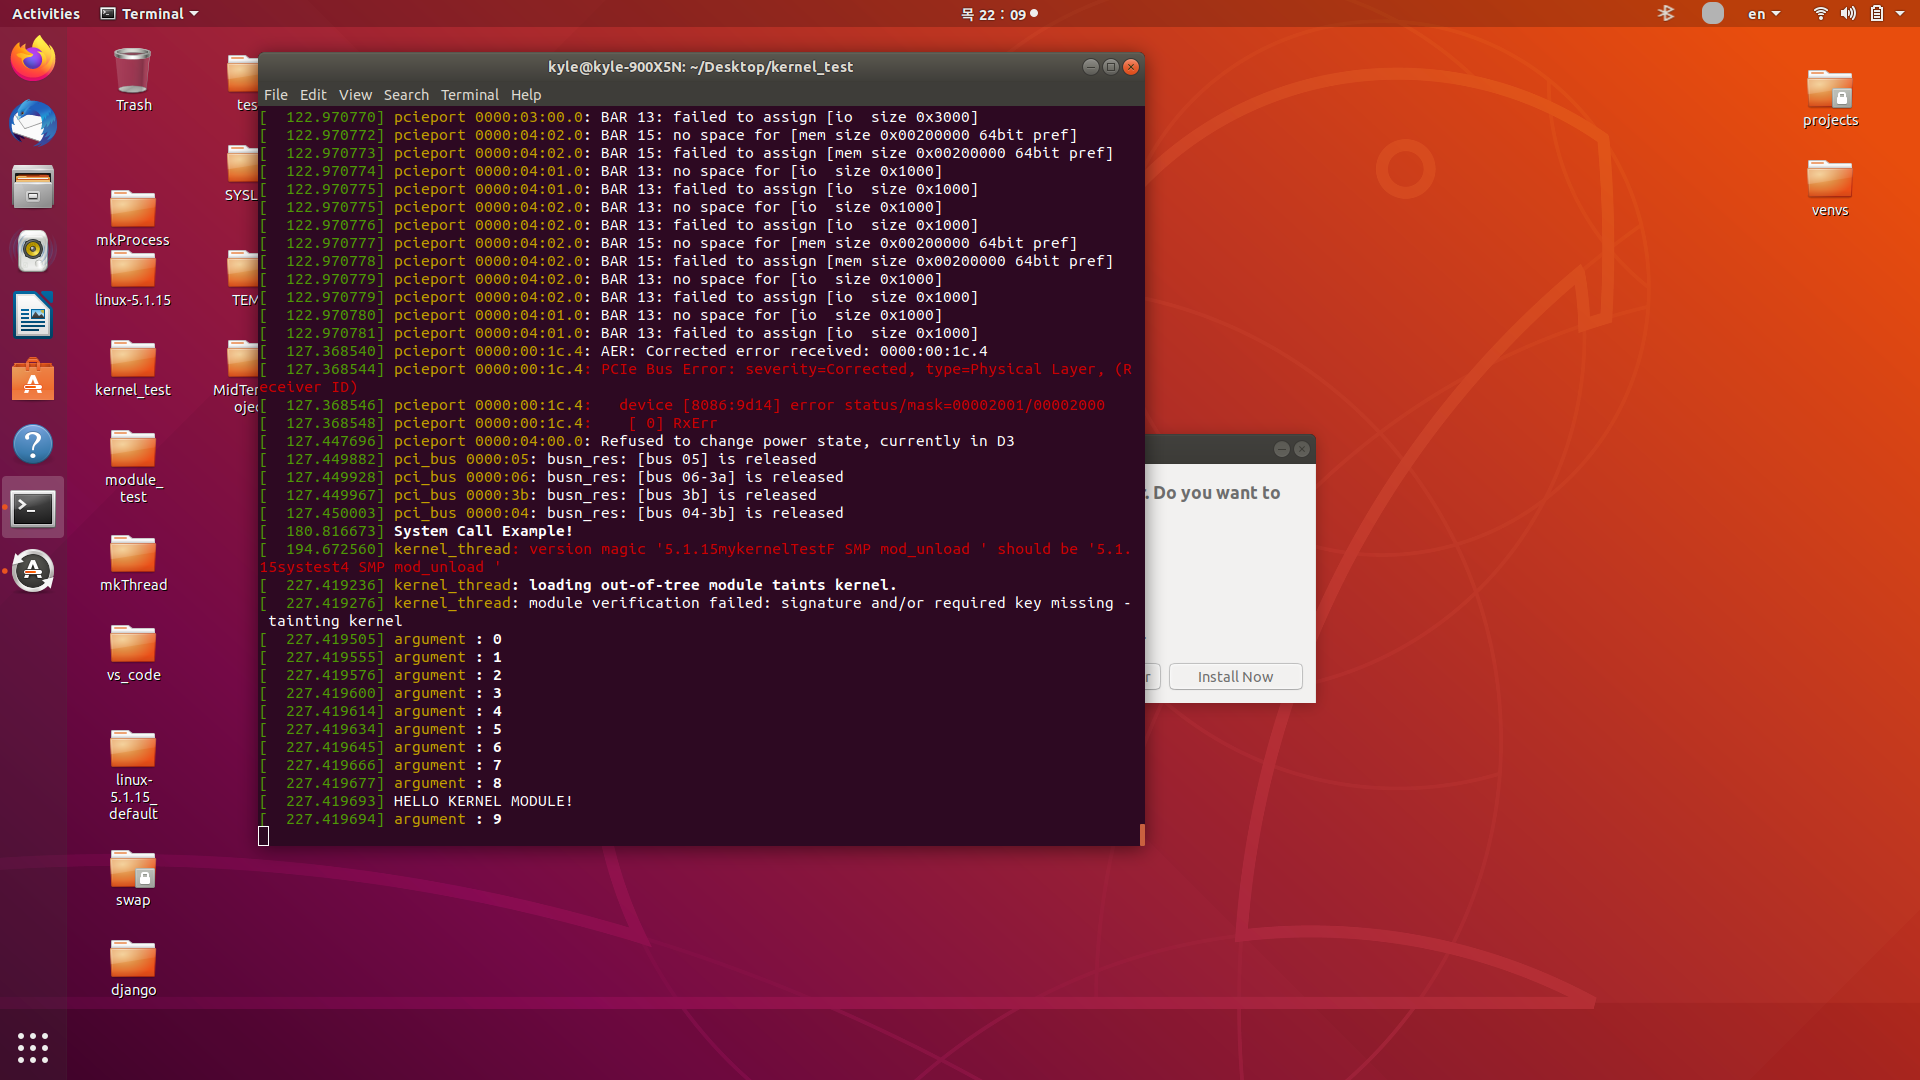 Activities
Terminal
목 22 : 09
en
kyle@kyle-900X5N: ~/Desktop/kernel_test
File Edit View Search Terminal Help
[  122.970770] pcieport 0000:03:00.0: BAR 13: failed to assign [io  size 0x3000]
[  122.970772] pcieport 0000:04:02.0: BAR 15: no space for [mem size 0x00200000 64bit pref]
[  122.970773] pcieport 0000:04:02.0: BAR 15: failed to assign [mem size 0x00200000 64bit pref]
[  122.970774] pcieport 0000:04:01.0: BAR 13: no space for [io  size 0x1000]
[  122.970775] pcieport 0000:04:01.0: BAR 13: failed to assign [io  size 0x1000]
[  122.970775] pcieport 0000:04:02.0: BAR 13: no space for [io  size 0x1000]
[  122.970776] pcieport 0000:04:02.0: BAR 13: failed to assign [io  size 0x1000]
[  122.970777] pcieport 0000:04:02.0: BAR 15: no space for [mem size 0x00200000 64bit pref]
[  122.970778] pcieport 0000:04:02.0: BAR 15: failed to assign [mem size 0x00200000 64bit pref]
[  122.970779] pcieport 0000:04:02.0: BAR 13: no space for [io  size 0x1000]
[  122.970779] pcieport 0000:04:02.0: BAR 13: failed to assign [io  size 0x1000]
[  122.970780] pcieport 0000:04:01.0: BAR 13: no space for [io  size 0x1000]
[  122.970781] pcieport 0000:04:01.0: BAR 13: failed to assign [io  size 0x1000]
[  127.368540] pcieport 0000:00:1c.4: AER: Corrected error received: 0000:00:1c.4
[  127.368544] pcieport 0000:00:1c.4: PCIe Bus Error: severity=Corrected, type=Physical Layer, (R
eceiver ID)
[  127.368546] pcieport 0000:00:1c.4:   device [8086:9d14] error status/mask=00002001/00002000
[  127.368548] pcieport 0000:00:1c.4:    [ 0] RxErr
[  127.447696] pcieport 0000:04:00.0: Refused to change power state, currently in D3
[  127.449882] pci_bus 0000:05: busn_res: [bus 05] is released
[  127.449928] pci_bus 0000:06: busn_res: [bus 06-3a] is released
[  127.449967] pci_bus 0000:3b: busn_res: [bus 3b] is released
[  127.450003] pci_bus 0000:04: busn_res: [bus 04-3b] is released
[  180.816673] System Call Example!
[  194.672560] kernel_thread: version magic '5.1.15mykernelTestF SMP mod_unload ' should be '5.1.
15systest4 SMP mod_unload '
[  227.419236] kernel_thread: loading out-of-tree module taints kernel.
[  227.419276] kernel_thread: module verification failed: signature and/or required key missing -
 tainting kernel
[  227.419505] argument : 0
[  227.419555] argument : 1
[  227.419576] argument : 2
[  227.419600] argument : 3
[  227.419614] argument : 4
[  227.419634] argument : 5
[  227.419645] argument : 6
[  227.419666] argument : 7
[  227.419677] argument : 8
[  227.419693] HELLO KERNEL MODULE!
[  227.419694] argument : 9
. Do you want to
r
Install Now
Trash
mkProcess
linux-5.1.15
kernel_test
module_
test
mkThread
vs_code
linux-
5.1.15_
default
swap
django
tes
SYSL
TEM
MidTer
ojec
projects
venvs